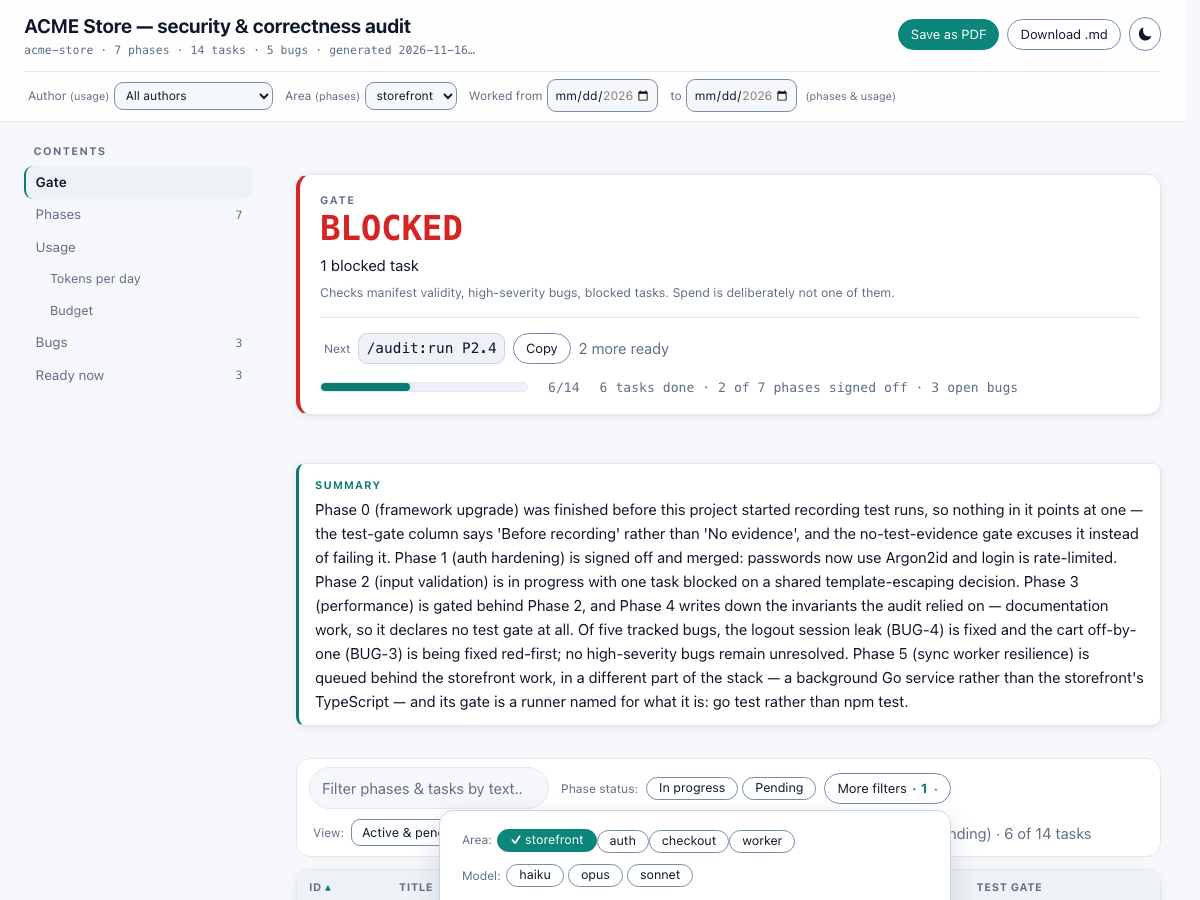 ACME Store — security & correctness audit
acme-store · 7 phases · 14 tasks · 5 bugs · generated 2026-11-16…
Save as PDF
Download .md
Author (usage) All authors Area (phases) storefront Worked from mm/dd/2026 to mm/dd/2026 (phases & usage)
CONTENTS
Gate
Phases 7
Usage
Tokens per day
Budget
Bugs 3
Ready now 3
GATE
BLOCKED
1 blocked task
Checks manifest validity, high-severity bugs, blocked tasks. Spend is deliberately not one of them.
Next /audit:run P2.4 Copy 2 more ready
6/14 6 tasks done · 2 of 7 phases signed off · 3 open bugs
SUMMARY
Phase 0 (framework upgrade) was finished before this project started recording test runs, so nothing in it points at one —
the test-gate column says 'Before recording' rather than 'No evidence', and the no-test-evidence gate excuses it instead
of failing it. Phase 1 (auth hardening) is signed off and merged: passwords now use Argon2id and login is rate-limited.
Phase 2 (input validation) is in progress with one task blocked on a shared template-escaping decision. Phase 3
(performance) is gated behind Phase 2, and Phase 4 writes down the invariants the audit relied on — documentation
work, so it declares no test gate at all. Of five tracked bugs, the logout session leak (BUG-4) is fixed and the cart off-by-
one (BUG-3) is being fixed red-first; no high-severity bugs remain unresolved. Phase 5 (sync worker resilience) is
queued behind the storefront work, in a different part of the stack — a background Go service rather than the storefront's
TypeScript — and its gate is a runner named for what it is: go test rather than npm test.
Filter phases & tasks by text.. Phase status: In progress Pending More filters · 1 ·
View: Active & pen nding) · 6 of 14 tasks
Area: ✓ storefront auth checkout worker
Model: haiku opus sonnet
ID ▲ TITLE TEST GATE